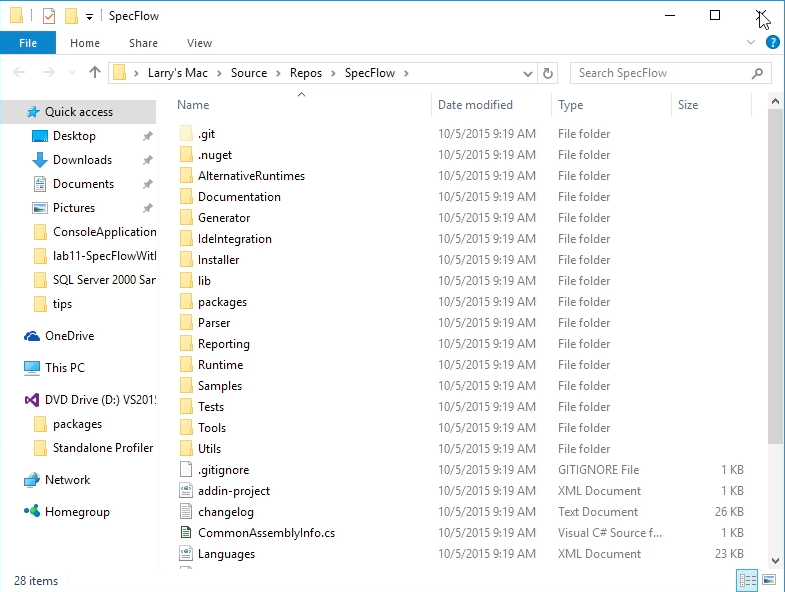 SpecFlow
File Home Share View
Larry's Mac Source Repos SpecFlow Search SpecFlow
Name Date modified Type Size
Quick access
Desktop
Downloads
Documents
Pictures
ConsoleApplication
lab11-SpecFlowWitl
SQL Server 2000 Sar
tips
OneDrive
This PC
DVD Drive (D:) VS2015
packages
Standalone Profiler
Network
Homegroup
.git 10/5/2015 9:19 AM File folder
.nuget 10/5/2015 9:19 AM File folder
AlternativeRuntimes 10/5/2015 9:19 AM File folder
Documentation 10/5/2015 9:19 AM File folder
Generator 10/5/2015 9:19 AM File folder
IdeIntegration 10/5/2015 9:19 AM File folder
Installer 10/5/2015 9:19 AM File folder
lib 10/5/2015 9:19 AM File folder
packages 10/5/2015 9:19 AM File folder
Parser 10/5/2015 9:19 AM File folder
Reporting 10/5/2015 9:19 AM File folder
Runtime 10/5/2015 9:19 AM File folder
Samples 10/5/2015 9:19 AM File folder
Tests 10/5/2015 9:19 AM File folder
Tools 10/5/2015 9:19 AM File folder
Utils 10/5/2015 9:19 AM File folder
.gitignore 10/5/2015 9:19 AM GITIGNORE File 1 KB
addin-project 10/5/2015 9:19 AM XML Document 1 KB
changelog 10/5/2015 9:19 AM Text Document 26 KB
CommonAssemblyInfo.cs 10/5/2015 9:19 AM Visual C# Source f... 1 KB
Languages 10/5/2015 9:19 AM XML Document 23 KB
28 items